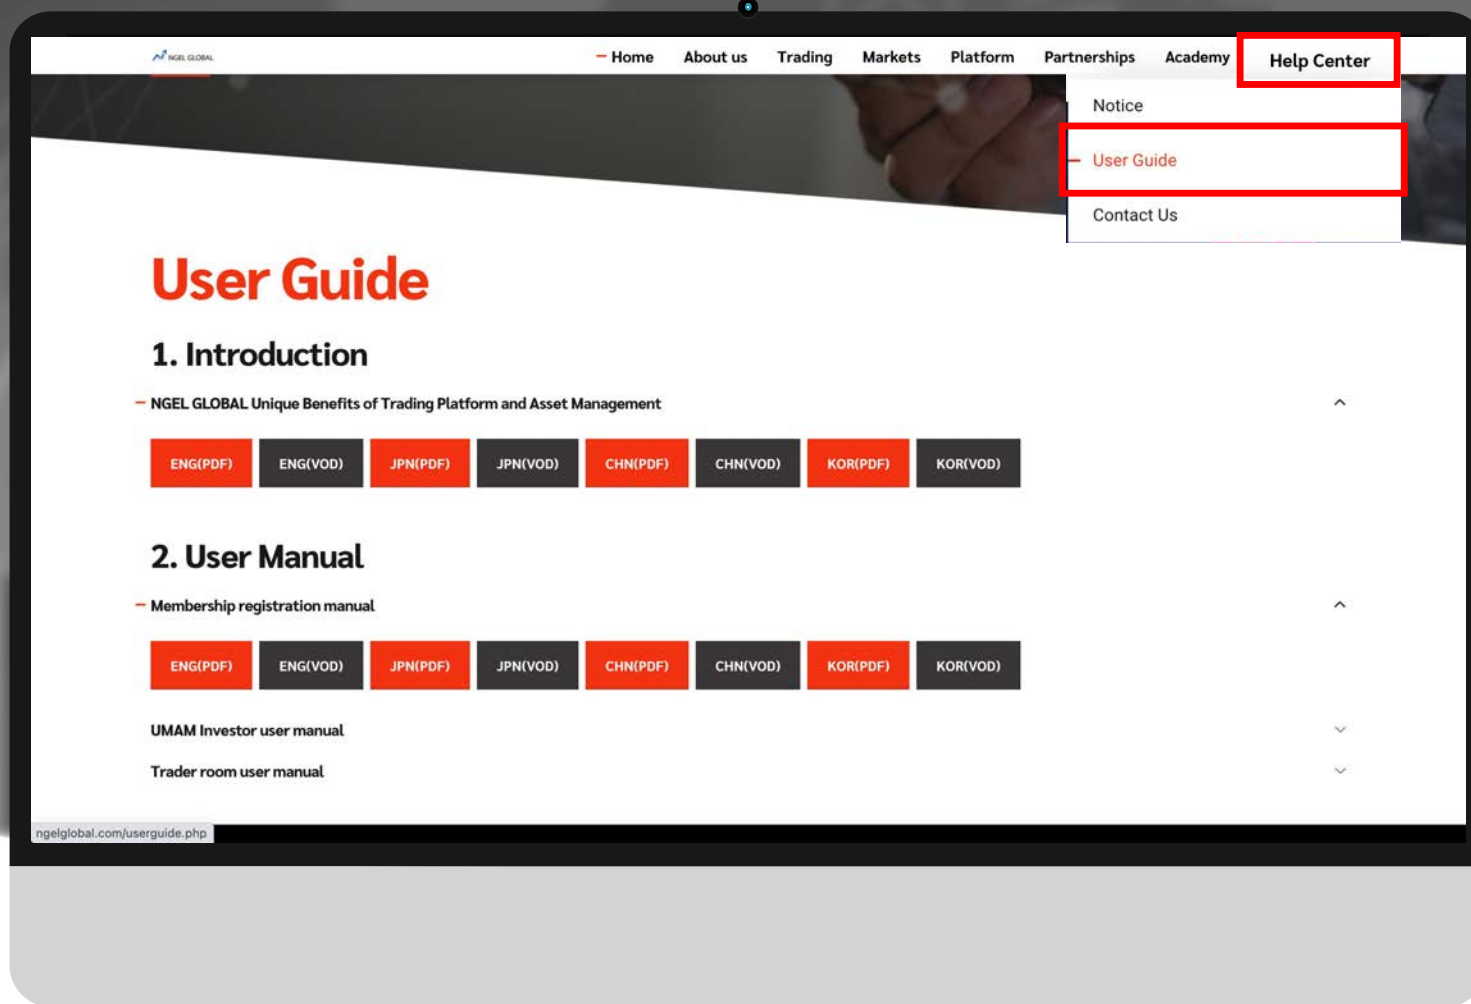 NGEL GLOBAL
Home About us Trading Markets Platform Partnerships Academy Help Center
Notice
User Guide
Contact Us
User Guide
1. Introduction
NGEL GLOBAL Unique Benefits of Trading Platform and Asset Management
ENG(PDF) ENG(VOD) JPN(PDF) JPN(VOD) CHN(PDF) CHN(VOD) KOR(PDF) KOR(VOD)
2. User Manual
Membership registration manual
ENG(PDF) ENG(VOD) JPN(PDF) JPN(VOD) CHN(PDF) CHN(VOD) KOR(PDF) KOR(VOD)
UMAM Investor user manual
Trader room user manual
ngelglobal.com/userguide.php